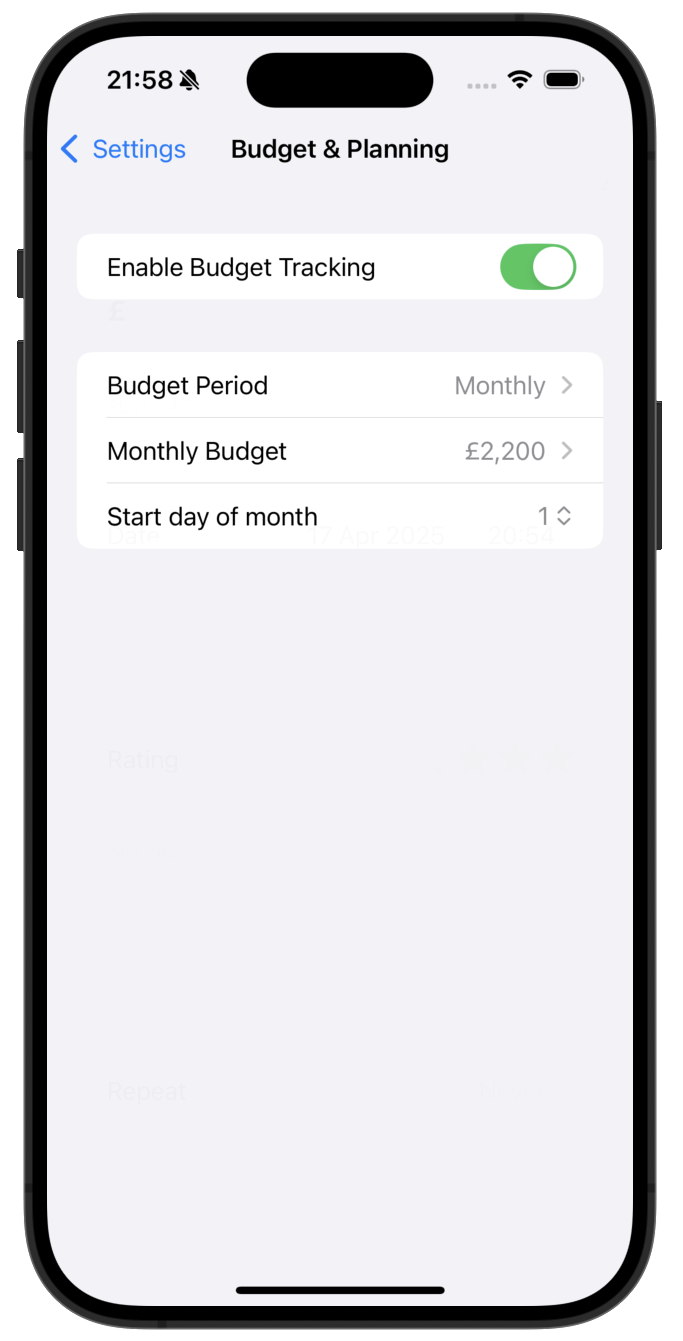 21:58
Settings Budget & Planning
Enable Budget Tracking
£
Budget Period Monthly
Monthly Budget £2,200
Start day of month 1
Date 17 Apr 2025 20:54
Rating
Repeat